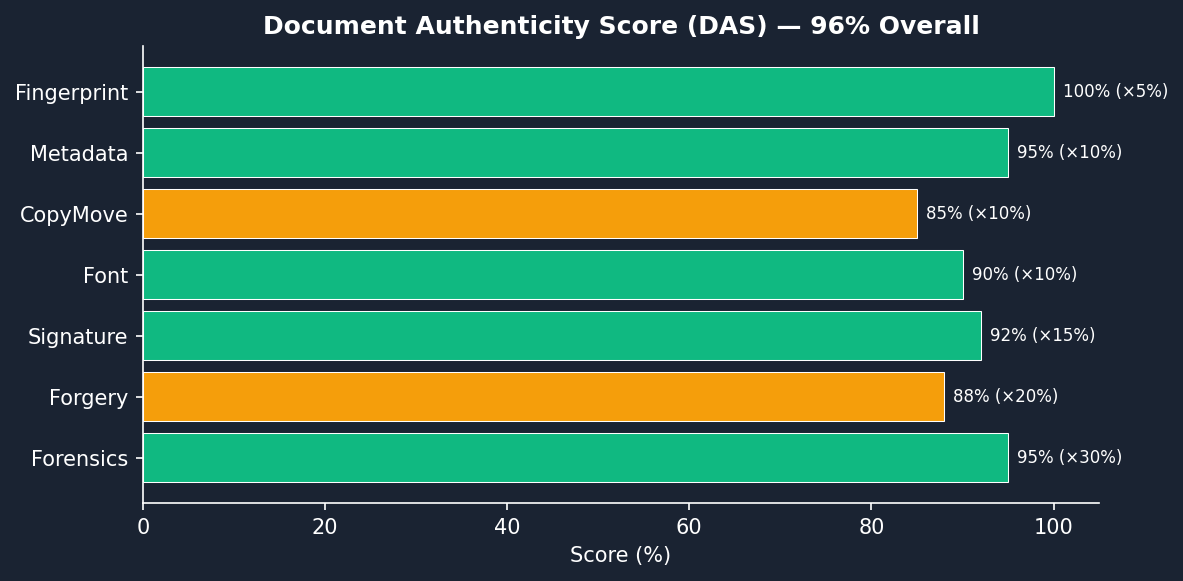 Document Authenticity Score (DAS) — 96% Overall
Fingerprint 100% (×5%)
Metadata 95% (×10%)
CopyMove 85% (×10%)
Font 90% (×10%)
Signature 92% (×15%)
Forgery 88% (×20%)
Forensics 95% (×30%)
0 20 40 60 80 100
Score (%)